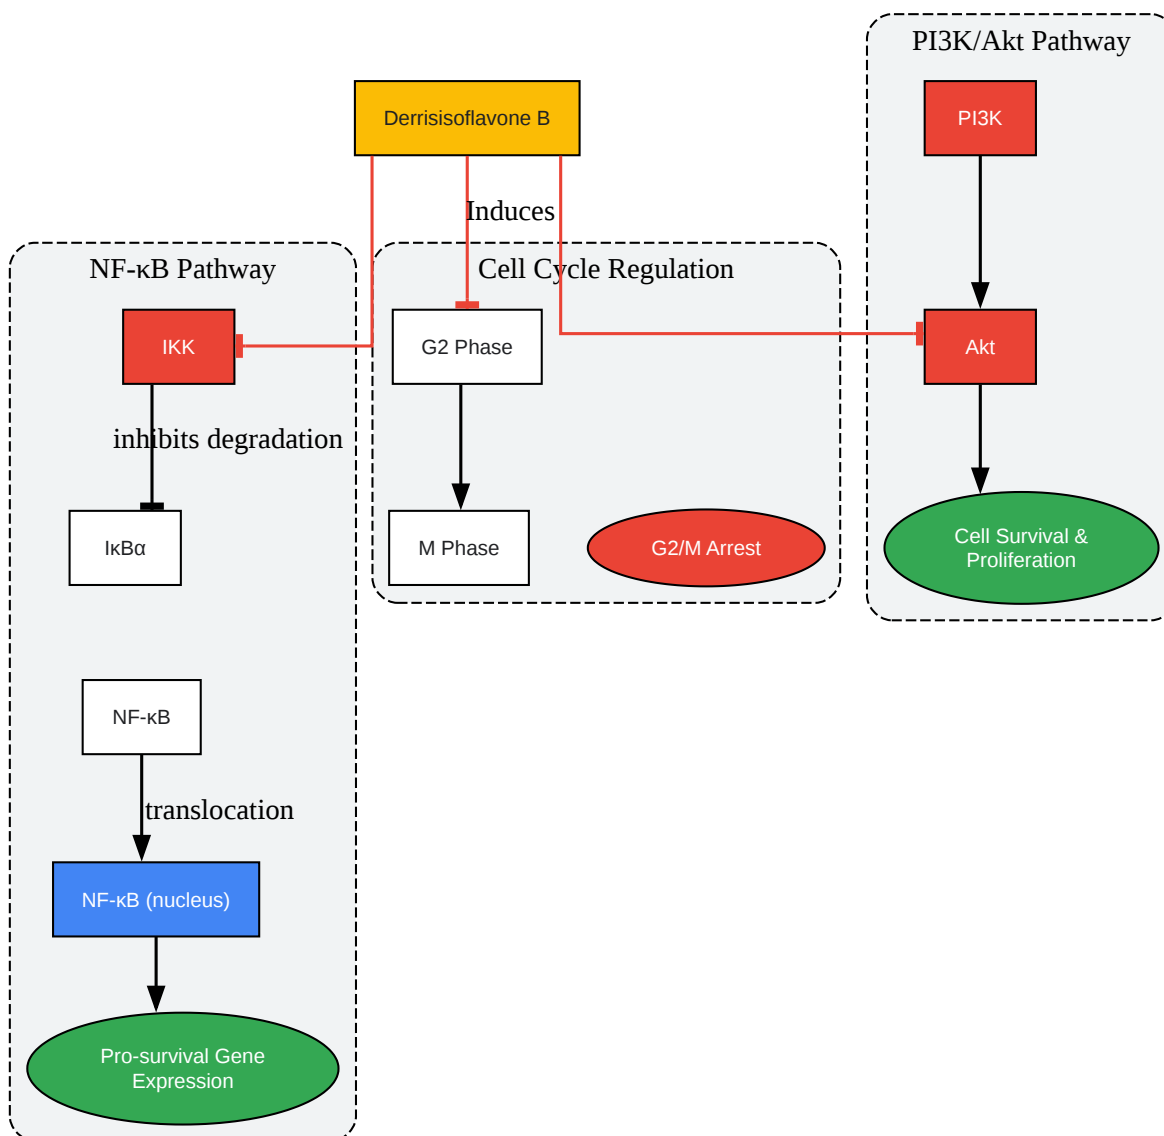 PI3K/Akt Pathway
Derrisisoflavone B
PI3K
Induces
NF-κB Pathway
Cell Cycle Regulation
IKK
G2 Phase
Akt
inhibits degradation
IκBα
M Phase
G2/M Arrest
Cell Survival &
Proliferation
NF-κB
translocation
NF-κB (nucleus)
Pro-survival Gene
Expression